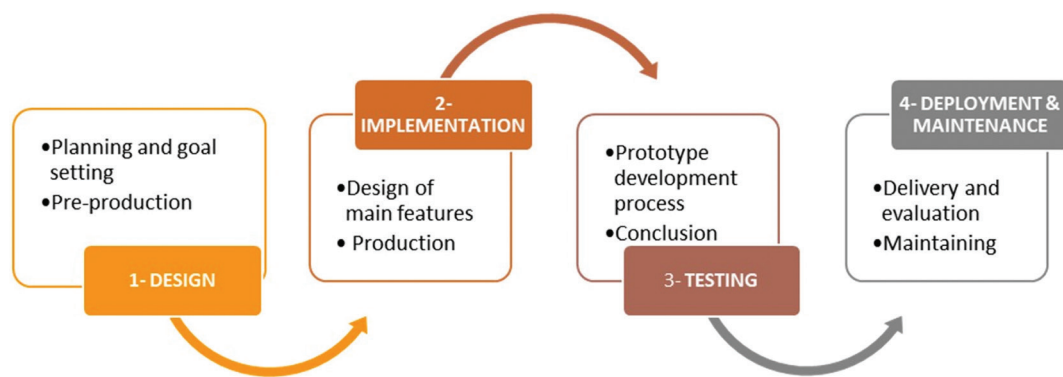 •Planning and goal
setting
•Pre-production
1- DESIGN
2-
IMPLEMENTATION
•Design of
main features
• Production
•Prototype
development
process
•Conclusion
3- TESTING
4- DEPLOYMENT &
MAINTENANCE
•Delivery and
evaluation
•Maintaining